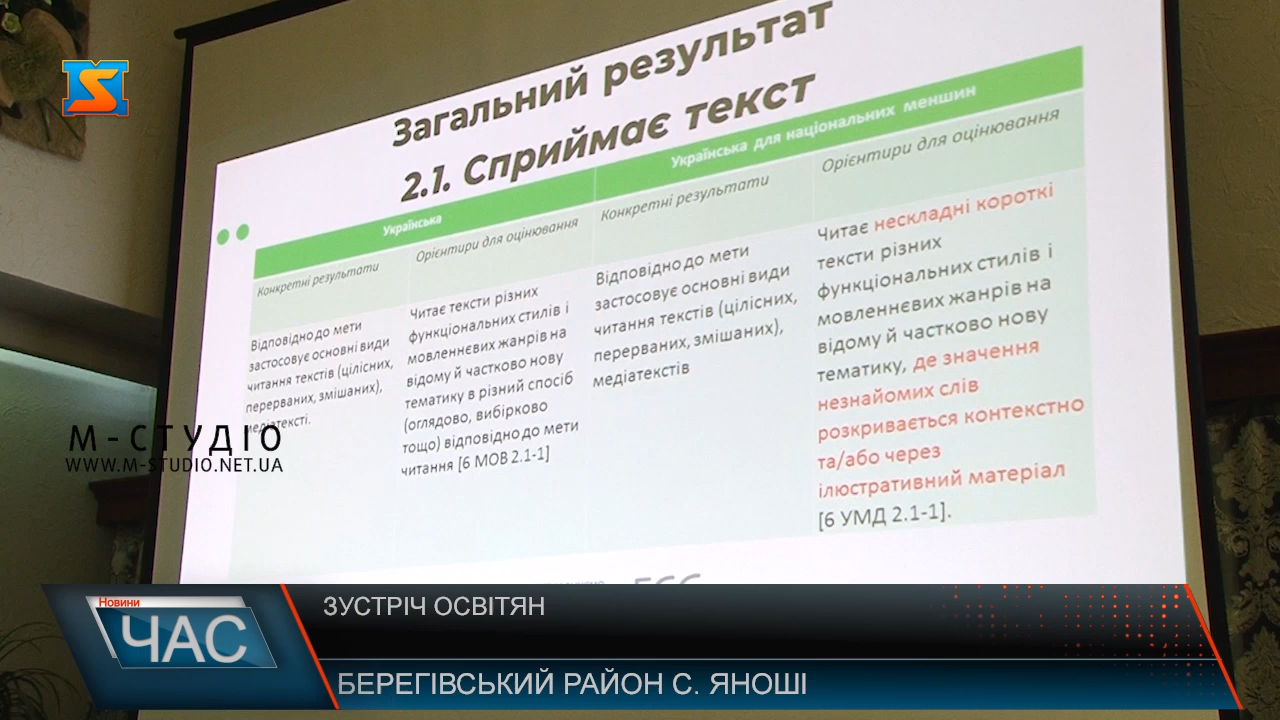 Загальний результат
2.1. Сприймає текст
Українська
Українська для національних меншин
Конкретні результати
Орієнтири для оцінювання
Конкретні результати
Орієнтири для оцінювання
Відповідно до мети
застосовує основні види
читання текстів (цілісних,
перерваних, змішаних),
медіатексті.
Читає тексти різних
функціональних стилів і
мовленнєвих жанрів на
відому й частково нову
тематику в різний спосіб
(оглядово, вибірково
тощо) відповідно до мети
читання [6 МОВ 2.1-1]
Відповідно до мети
застосовує основні види
читання текстів (цілісних,
перерваних, змішаних),
медіатекстів
Читає нескладні короткі
тексти різних
функціональних стилів і
мовленнєвих жанрів на
відому й частково нову
тематику, де значення
незнайомих слів
розкривається контекстно
та/або через
ілюстративний матеріал
[6 УМД 2.1-1].
М-СТУДІО
WWW.M-STUDIO.NET.UA
Новини
ЧАС
ЗУСТРІЧ ОСВІТЯН
БЕРЕГІВСЬКИЙ РАЙОН С. ЯНОШІ